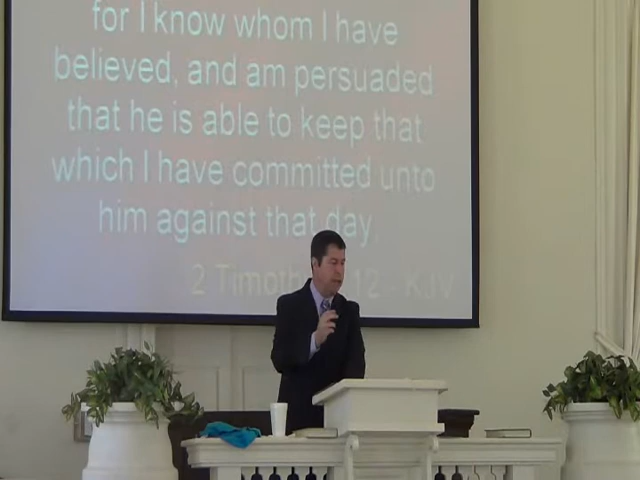 for I know whom I have
believed, and am persuaded
that he is able to keep that
which I have committed unto
him against that day.
2 Timoth 12 - KJV